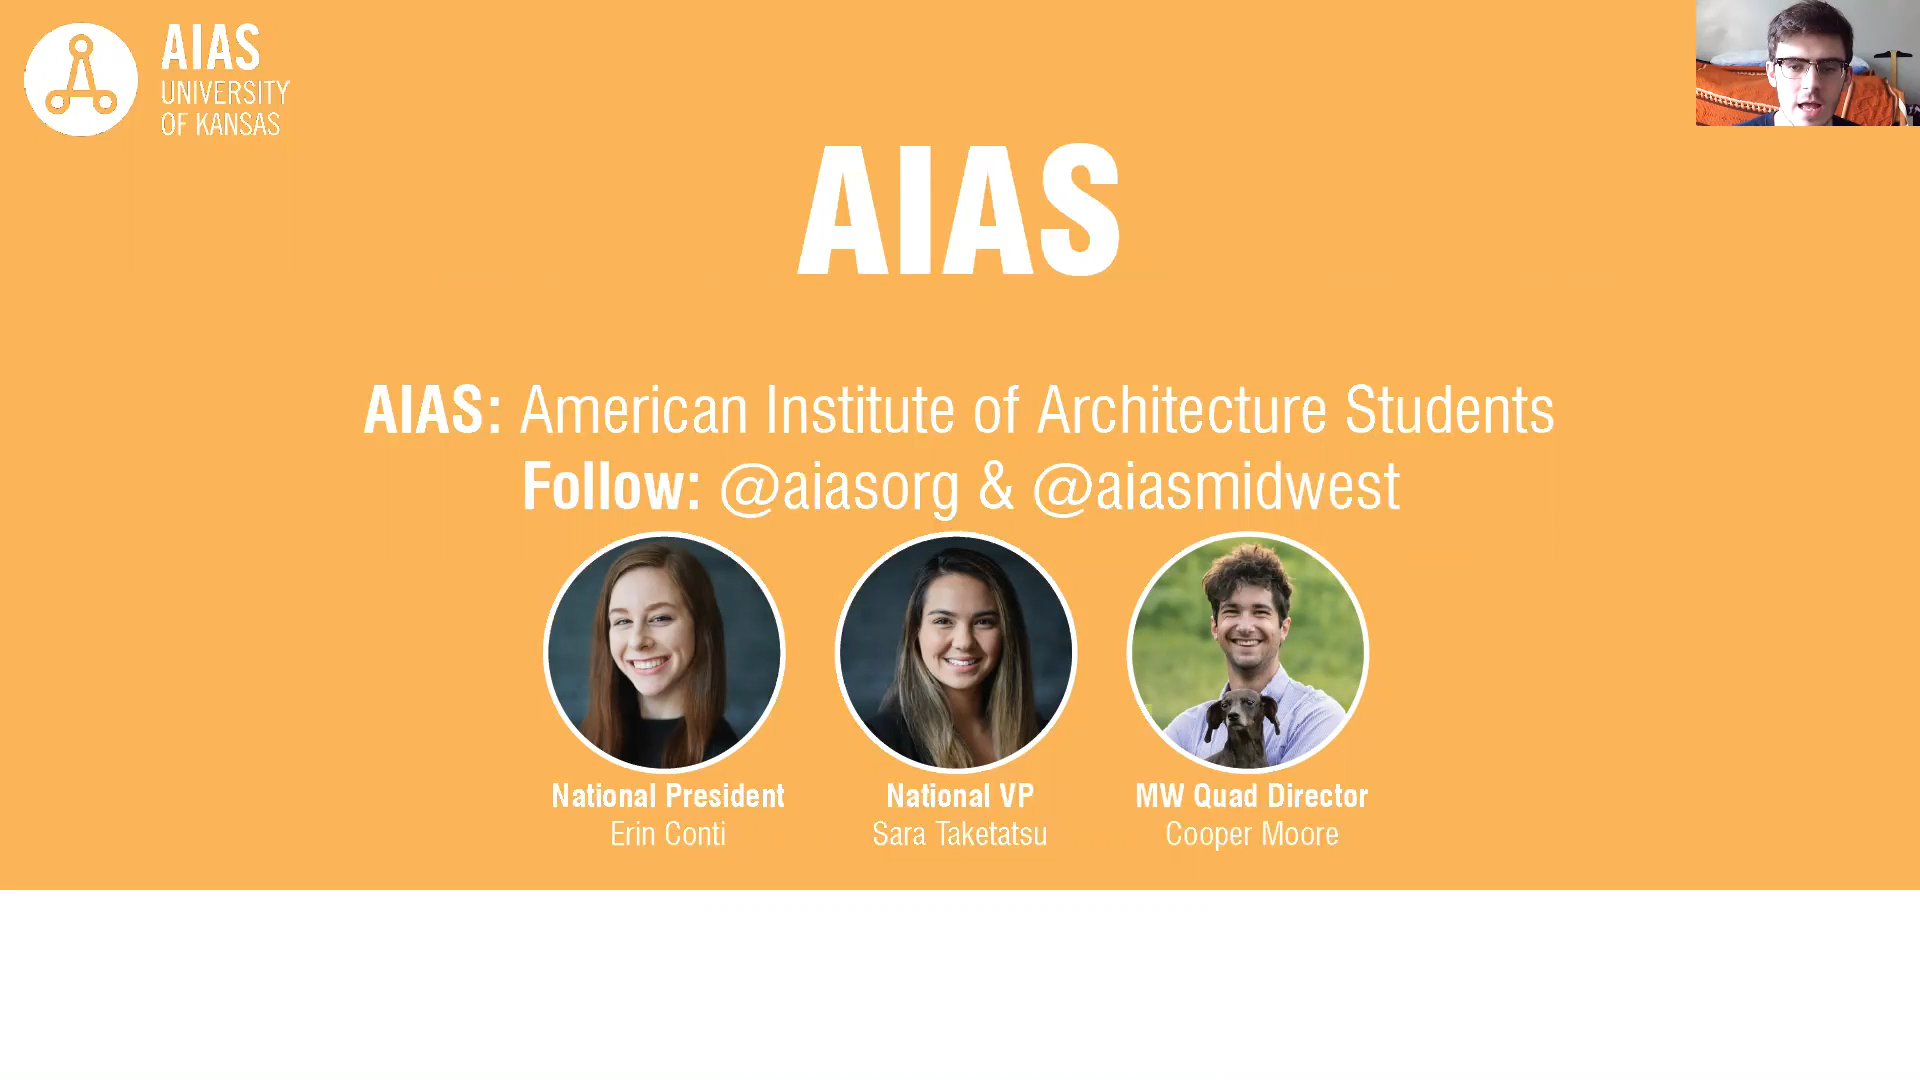 AIAS
UNIVERSITY
OF KANSAS
AIAS
AIAS: American Institute of Architecture Students
Follow: @aiasorg & @aiasmidwest
National President
Erin Conti
National VP
Sara Taketatsu
MW Quad Director
Cooper Moore